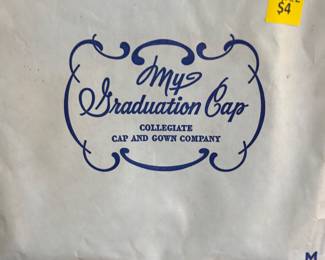 $4
My
Graduation Cap
COLLEGIATE
CAP AND GOWN COMPANY
M